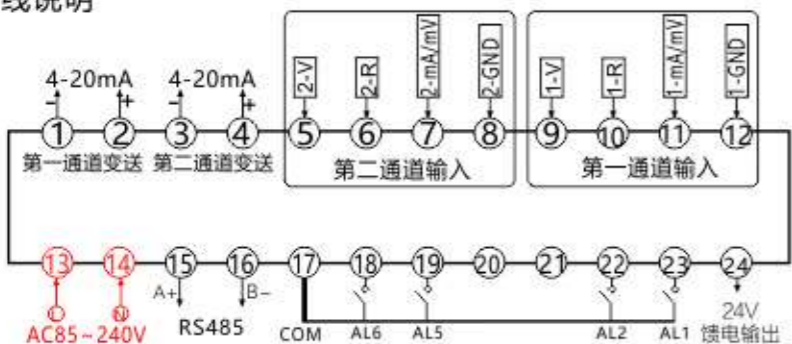 线说明
2-V
2-R
2-mA/mV
2-GND
1-V
1-R
1-mA/mV
1-GND
4-20mA 4-20mA
- + - +
1 2 3 4 5 6 7 8 9 10 11 12
第一通道变送 第二通道变送 第二通道输入 第一通道输入
13 14 15 16 17 18 19 20 21 22 23 24
L N A+ B-
AC85~240V RS485 COM AL6 AL5 AL2 AL1 24V
馈电输出